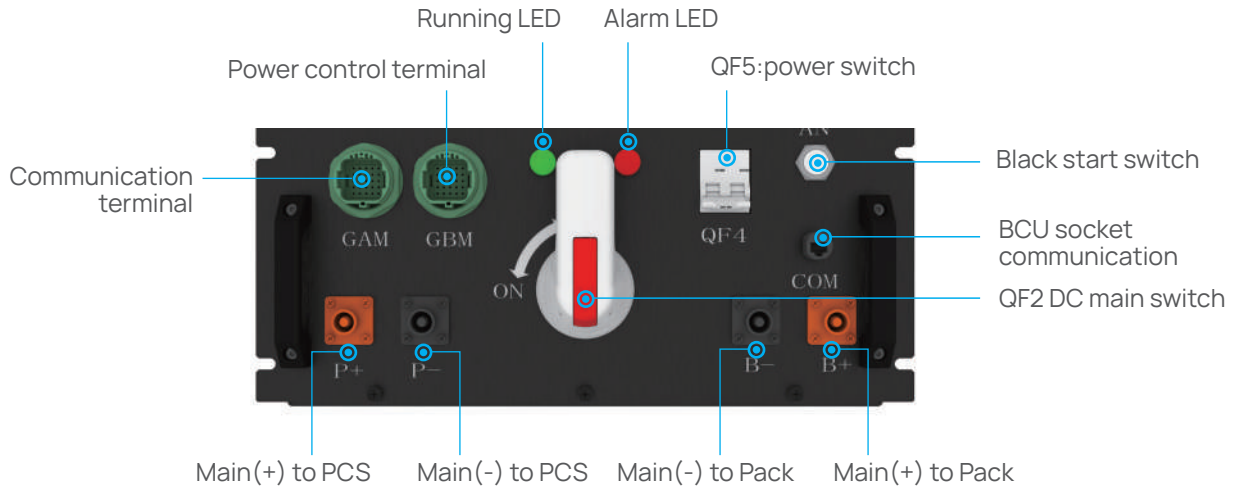 Running LED
Alarm LED
Power control terminal
QF5:power switch
AN
Communication
terminal
Black start switch
GAM
GBM
QF4
BCU socket
communication
ON
COM
QF2 DC main switch
P+
P-
B-
B+
Main(+) to PCS
Main(-) to PCS
Main(-) to Pack
Main(+) to Pack